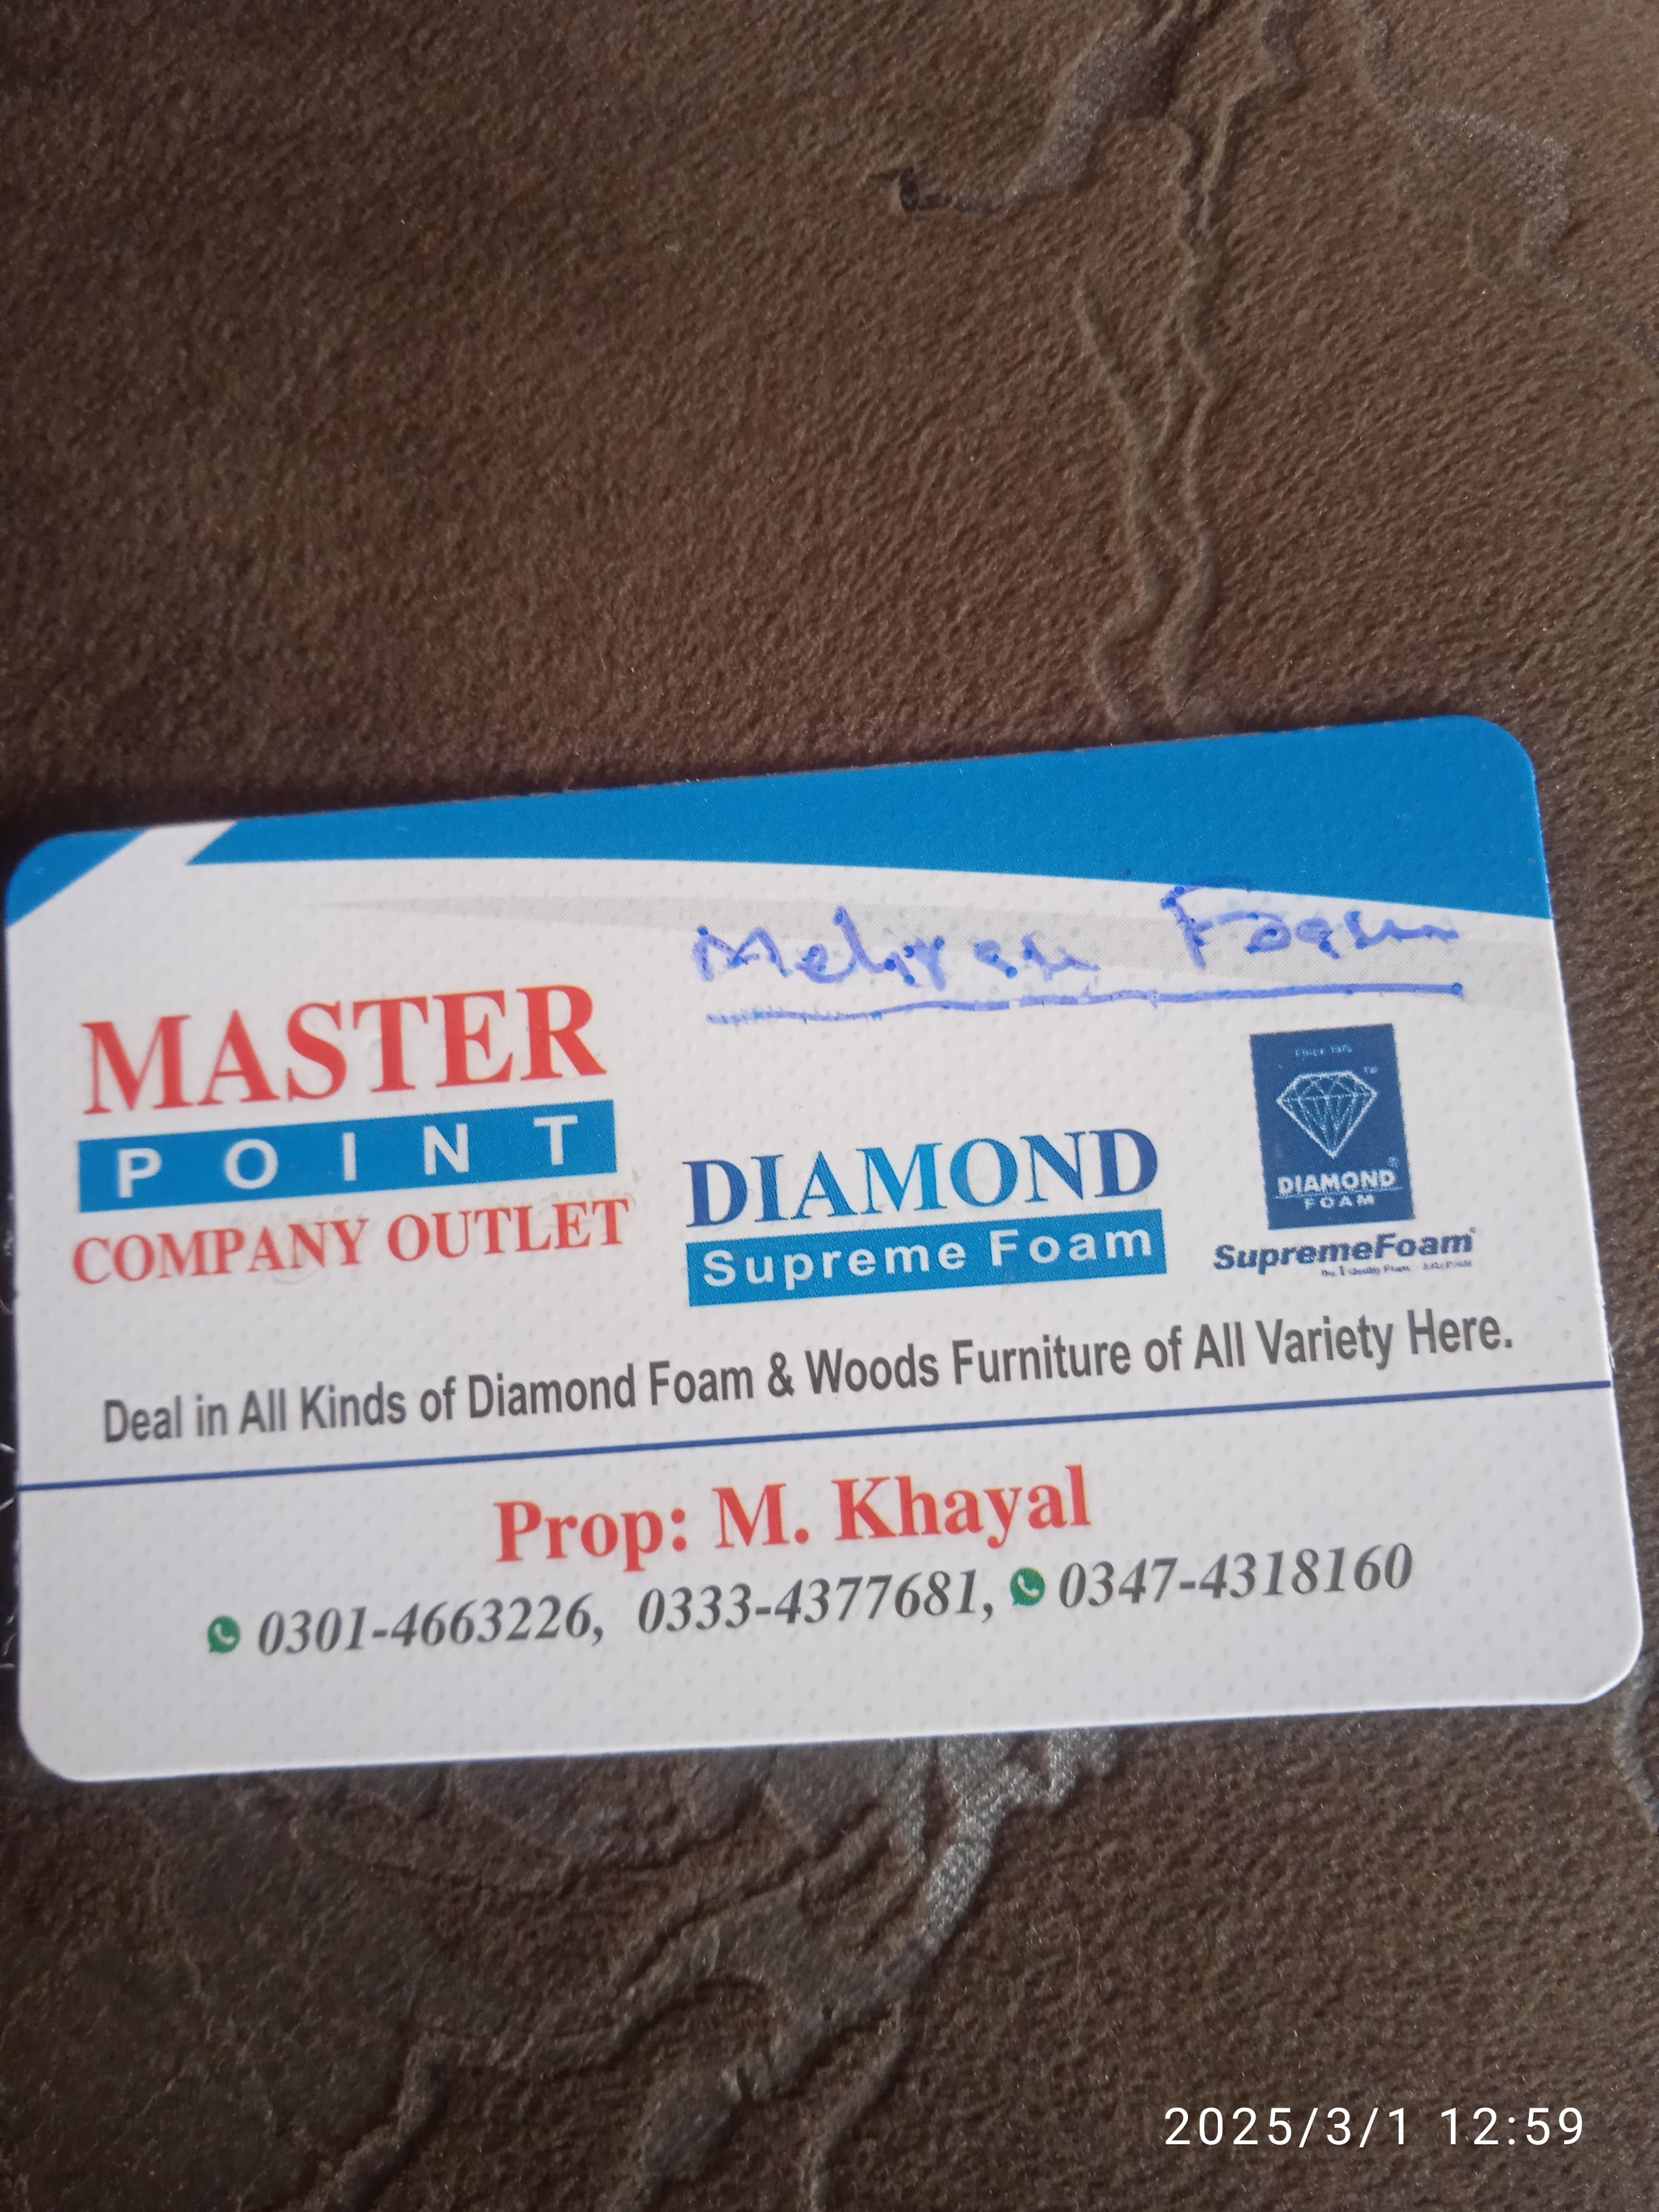 Mehran Foam
MASTER
POINT
COMPANY OUTLET
DIAMOND
Supreme Foam
TM
DIAMOND®
FOAM
SupremeFoam
Deal in All Kinds of Diamond Foam & Woods Furniture of All Variety Here.
Prop: M. Khayal
0301-4663226, 0333-4377681, 0347-4318160
2025/3/1 12:59